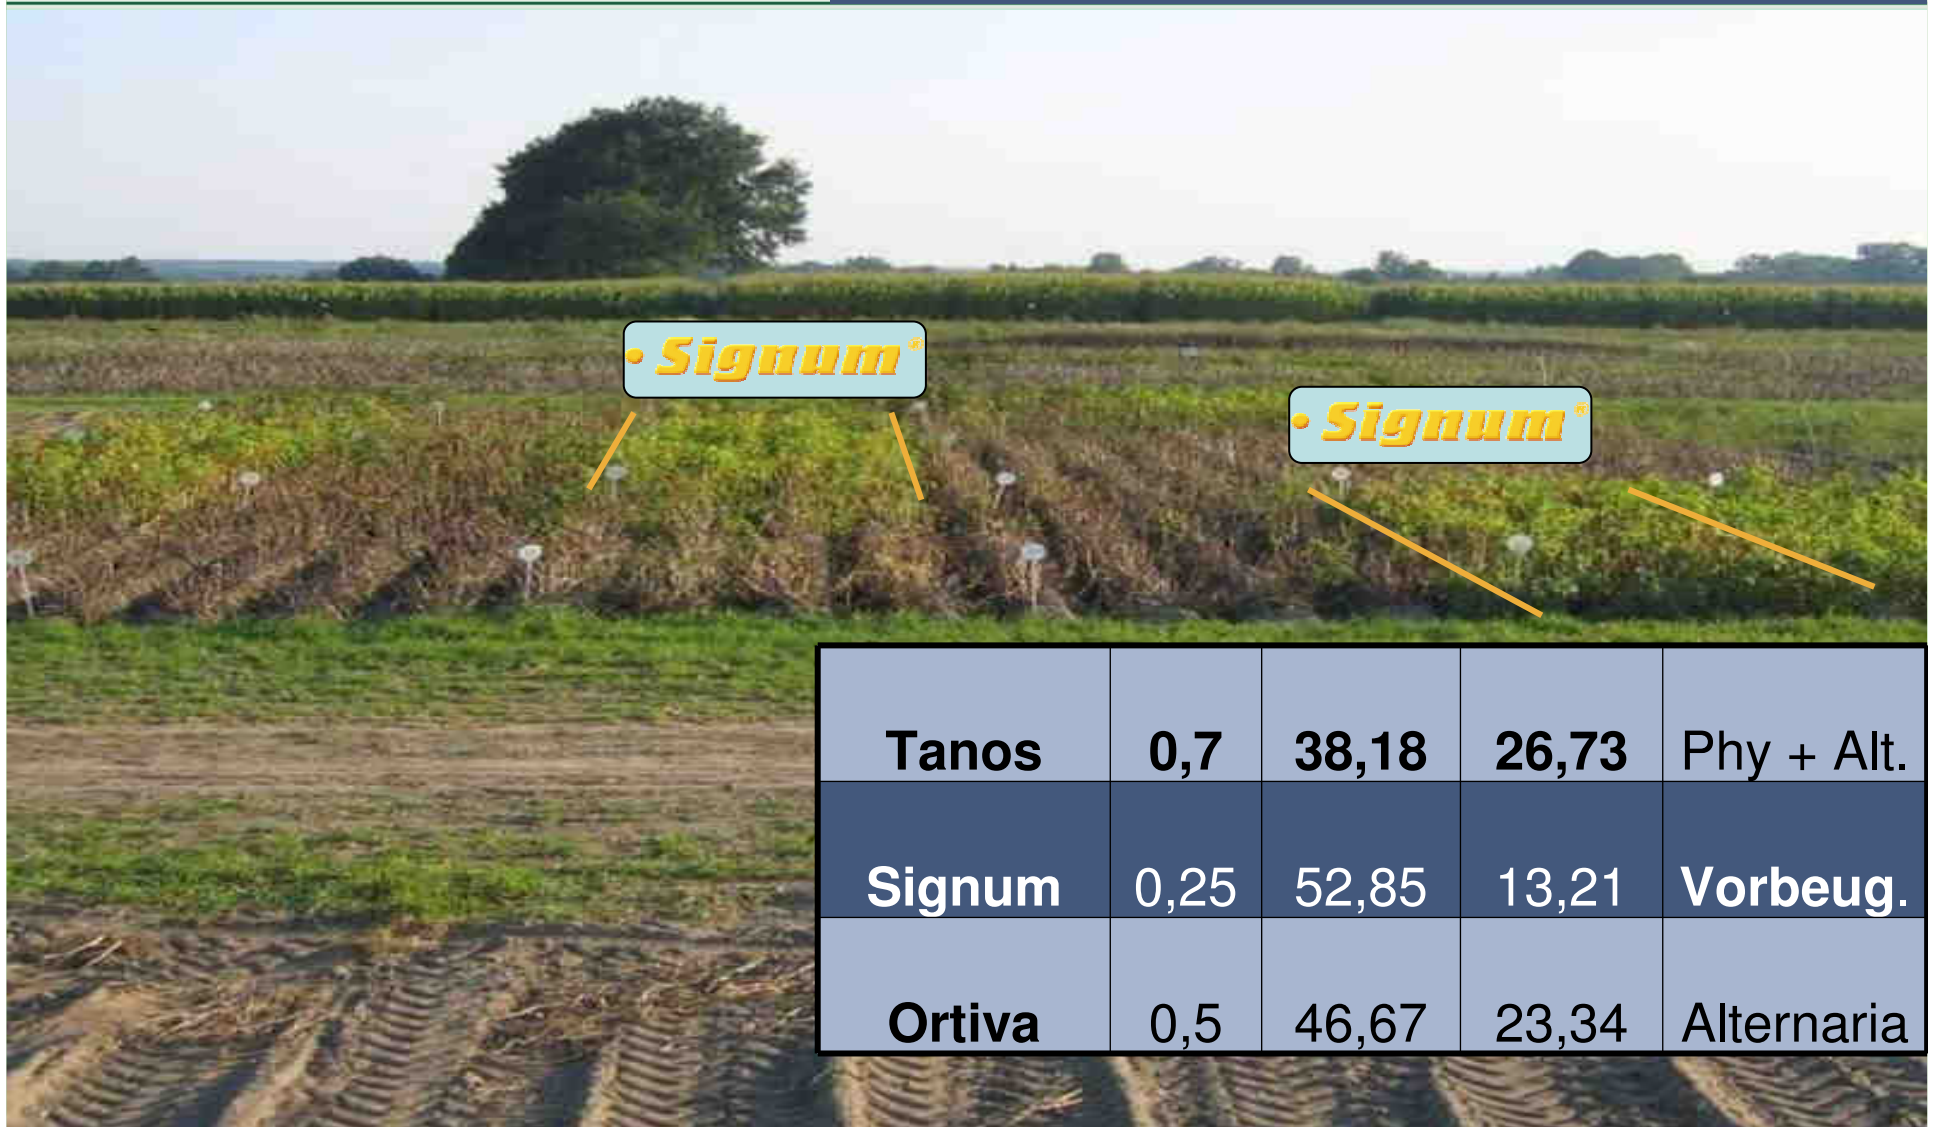 • Signum®
• Signum®
Tanos 0,7 38,18 26,73 Phy + Alt.
Signum 0,25 52,85 13,21 Vorbeug.
Ortiva 0,5 46,67 23,34 Alternaria